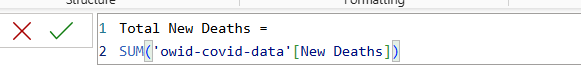 Structure
Formatting
1 Total New Deaths =
2 SUM('owid-covid-data'[New Deaths])